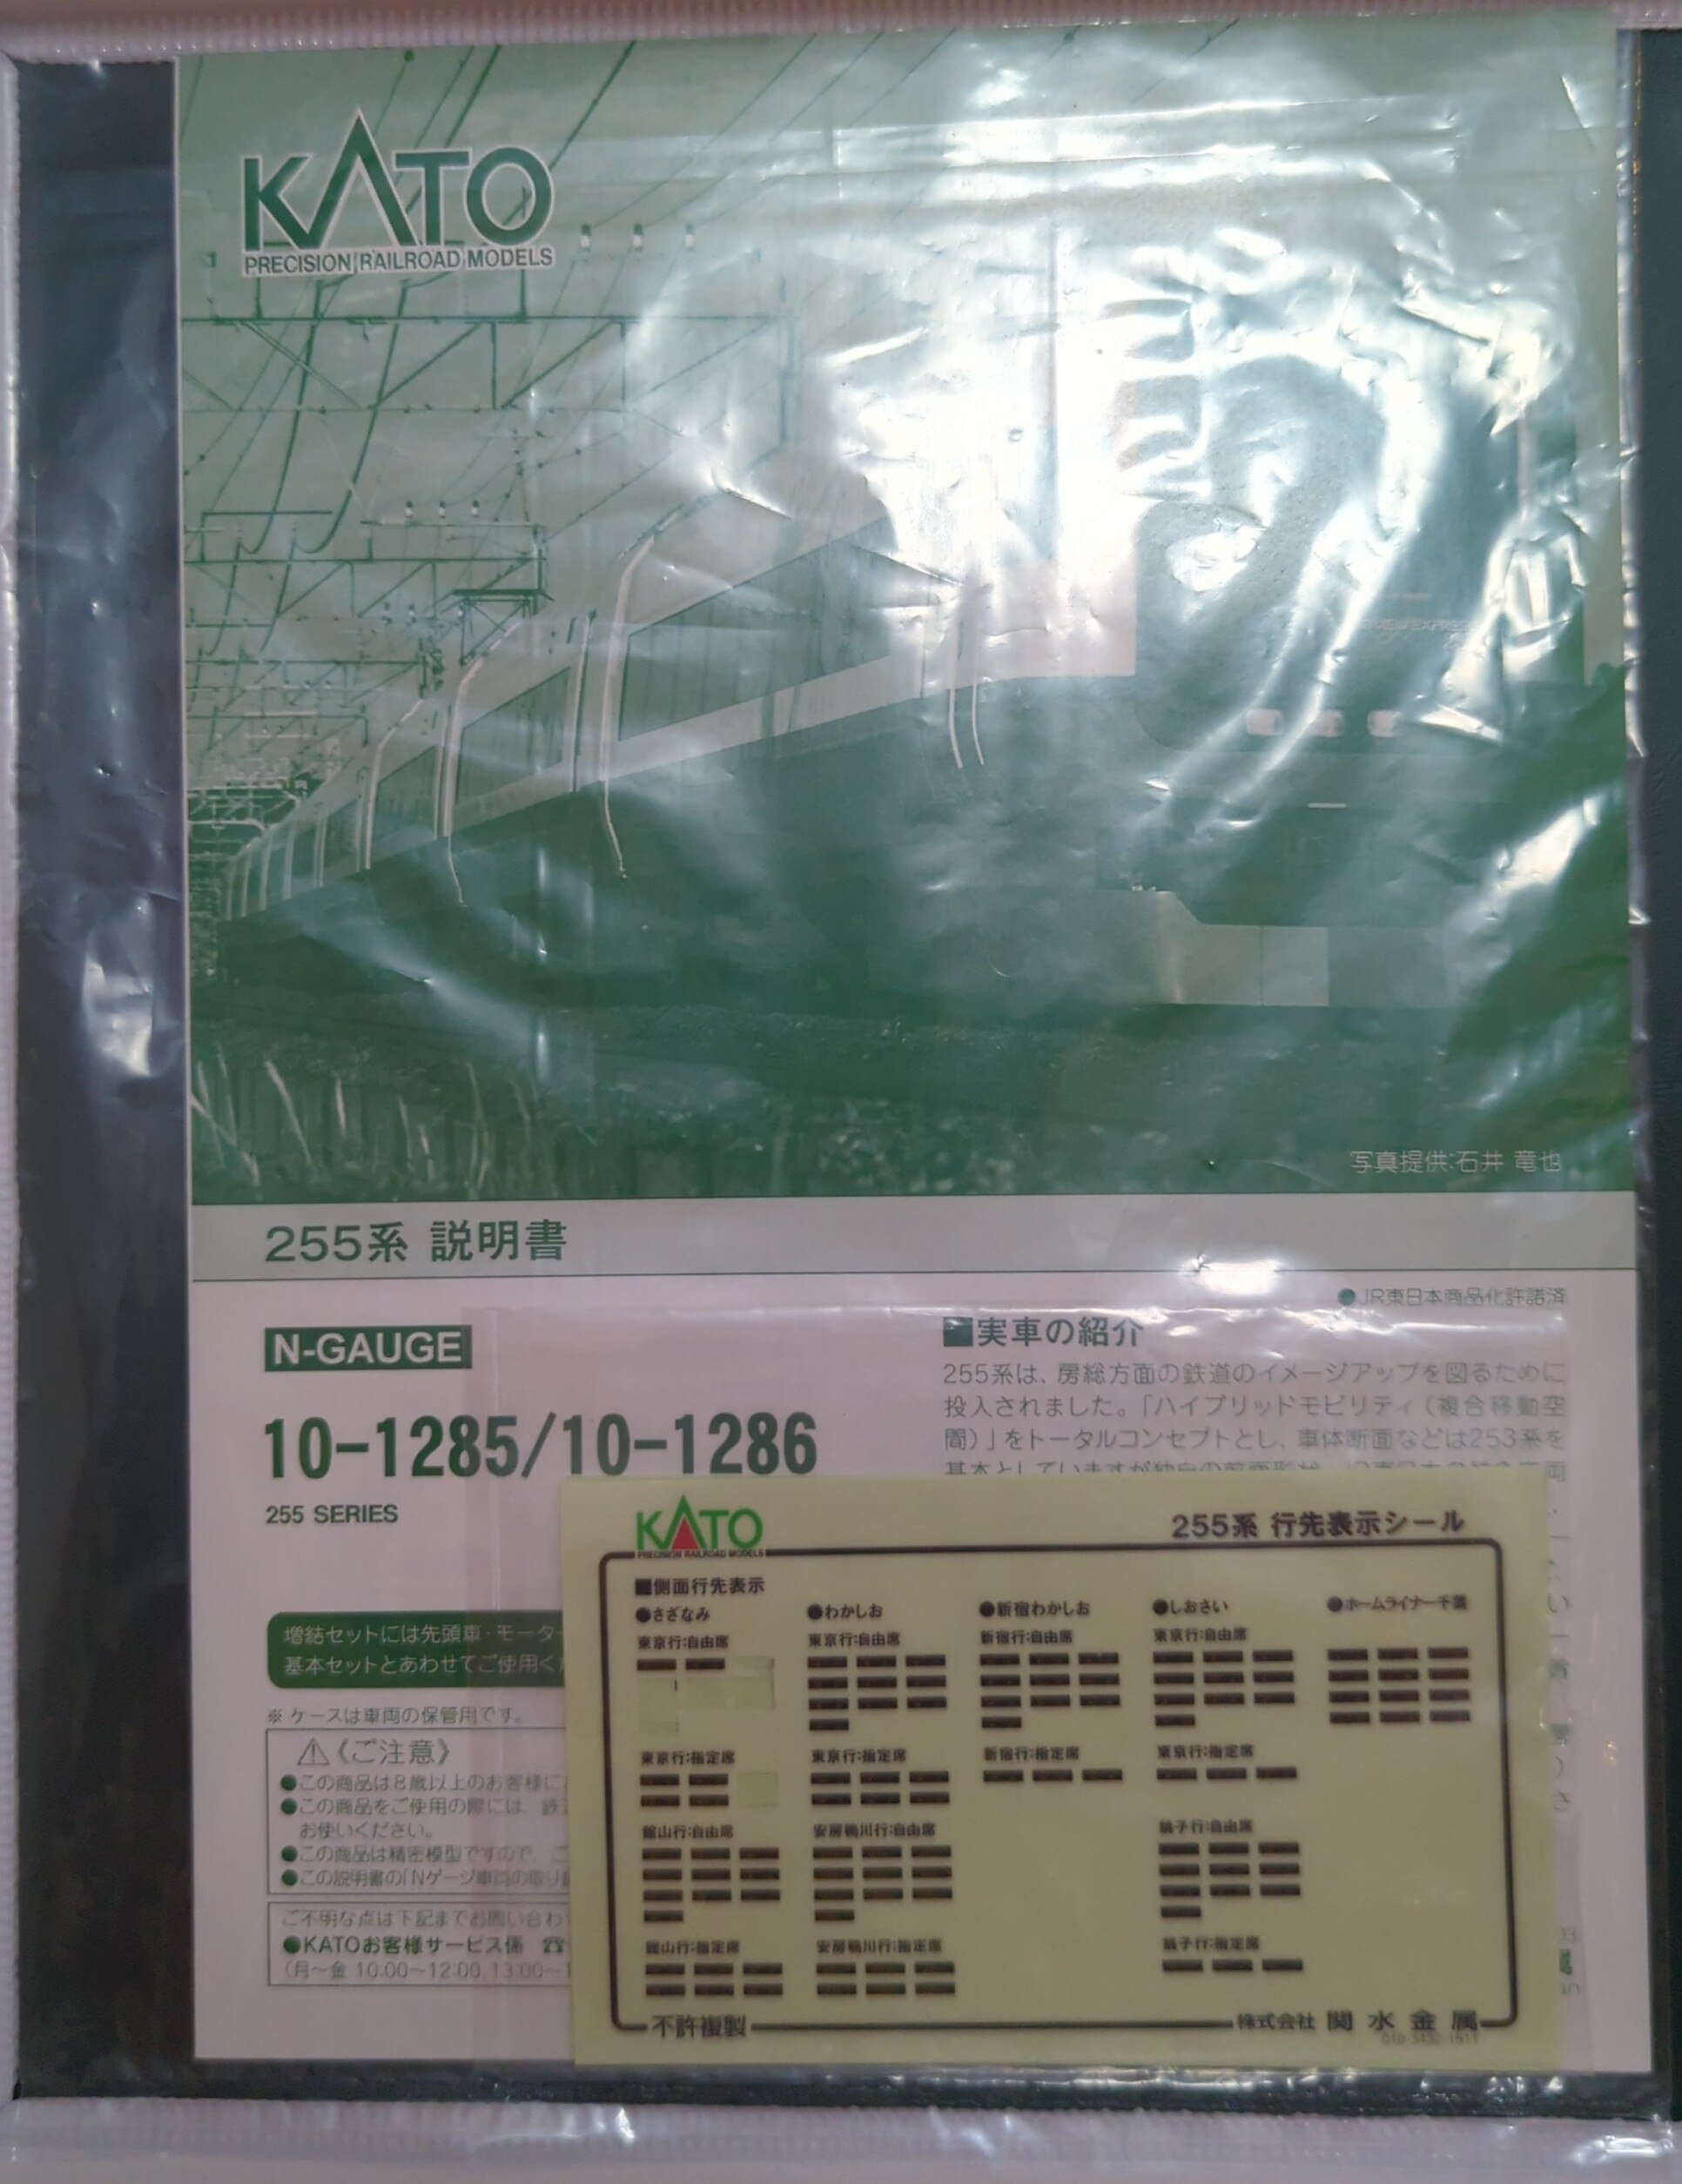 KATO
PRECISION RAILROAD MODELS
VIEW EXPRESS
写真提供:石井 竜也
255系 説明書
●JR東日本商品化許諾済
N-GAUGE
10-1285/10-1286
255 SERIES
■実車の紹介
255系は、房総方面の鉄道のイメージアップを図るために
投入されました。「ハイブリッドモビリティ（複合移動空
間）」をトータルコンセプトとし、車体断面などは253系を
増結セットには先頭車・モーター
基本セットとあわせてご使用く
※ ケースは車両の保管用です。
⚠《ご注意》
●この商品は8歳以上のお客様に
●この商品をご使用の際には、鉄
お使いください。
●この商品は精密模型ですので、ご
●この説明書の「Nゲージ車両の取り
ご不明な点は下記までお問い合わ
●KATOお客様サービス係 ☎
（月～金 10:00～12:00 13:00～1
KATO
PRECISION RAILROAD MODELS
255系 行先表示シール
■側面行先表示
●さざなみ
東京行:自由席
東京行:指定席
館山行:自由席
館山行:指定席
●わかしお
東京行:自由席
東京行:指定席
安房鴨川行:自由席
安房鴨川行:指定席
●新宿わかしお
新宿行:自由席
新宿行:指定席
●しおさい
東京行:自由席
東京行:指定席
銚子行:自由席
銚子行:指定席
●ホームライナー千葉
不許複製
株式会社 関水金属